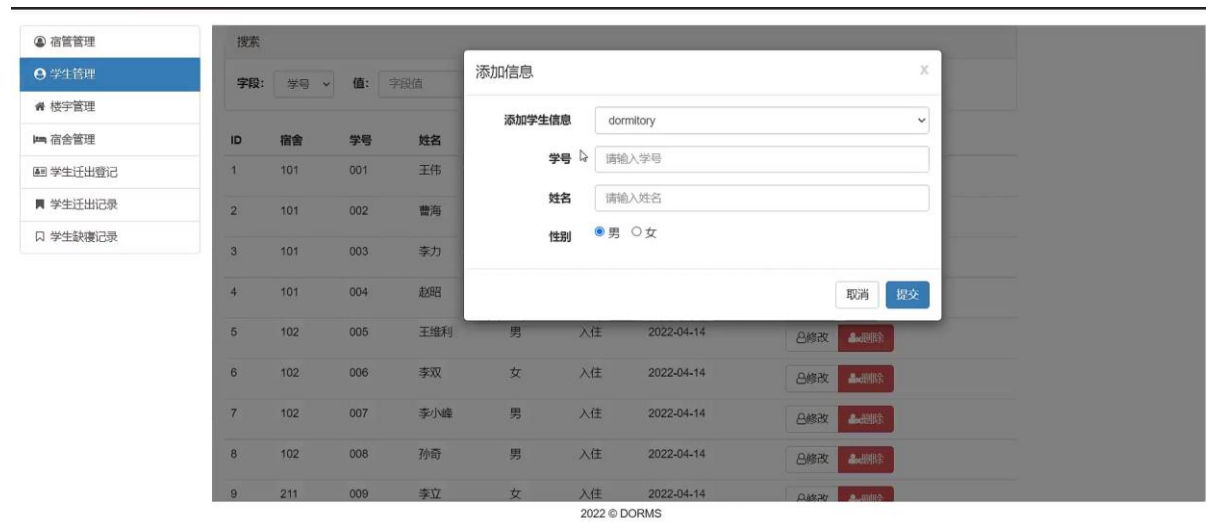 宿管管理
学生管理
楼宇管理
宿舍管理
学生迁出登记
学生迁出记录
学生缺寝记录
搜索
字段: 学号 值: 字段值
ID 宿舍 学号 姓名
1 101 001 王伟
2 101 002 曹海
3 101 003 李力
4 101 004 赵昭
5 102 005 王维利 男 入住 2022-04-14 修改 删除
6 102 006 李双 女 入住 2022-04-14 修改 删除
7 102 007 李小峰 男 入住 2022-04-14 修改 删除
8 102 008 孙奇 男 入住 2022-04-14 修改 删除
9 211 009 李立 女 入住 2022-04-14 修改 删除
添加信息 X
添加学生信息 dormitory
学号 请输入学号
姓名 请输入姓名
性别 男 女
取消 提交
2022 © DORMS